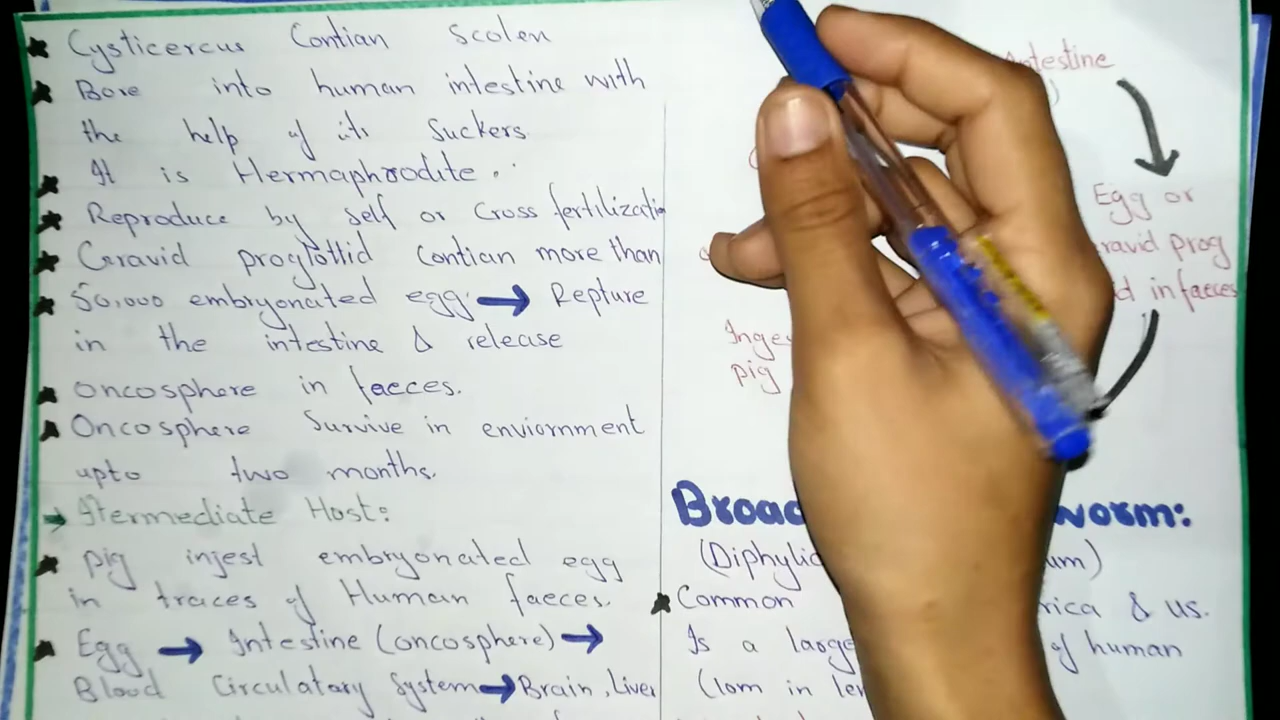 Cysticercus Contian Scolen
Bore into human intestine with
the help of its Suckers
It is Hermaphrodite.
Reproduce by self or Cross fertilizatio
Gravid proglottid Contian more than
50,000 embryonated egg → Repture
in the intestine & release
oncosphere in faeces.
Oncosphere Survive in enviornment
upto two months.
→ Itermediate Host:
pig injest embryonated egg
in traces of Human faeces.
Egg → Intestine (oncosphere) →
Blood Circulatory System → Brain, Liver
intestine
Egg or
ravid prog
d in faeces
Inge
pig
Broad worm:
(Diphylid um)
Common rica & us.
Is a large of human
(10m in len